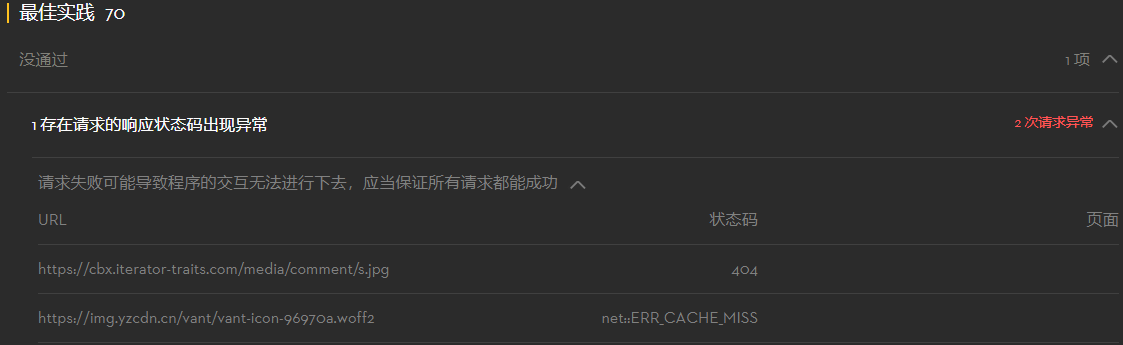 最佳实践 70
没通过 1 项
1 存在请求的响应状态码出现异常 2 次请求异常
请求失败可能导致程序的交互无法进行下去，应当保证所有请求都能成功
URL 状态码 页面
https://cbx.iterator-traits.com/media/comment/s.jpg 404
https://img.yzcdn.cn/vant/vant-icon-96970a.woff2 net::ERR_CACHE_MISS